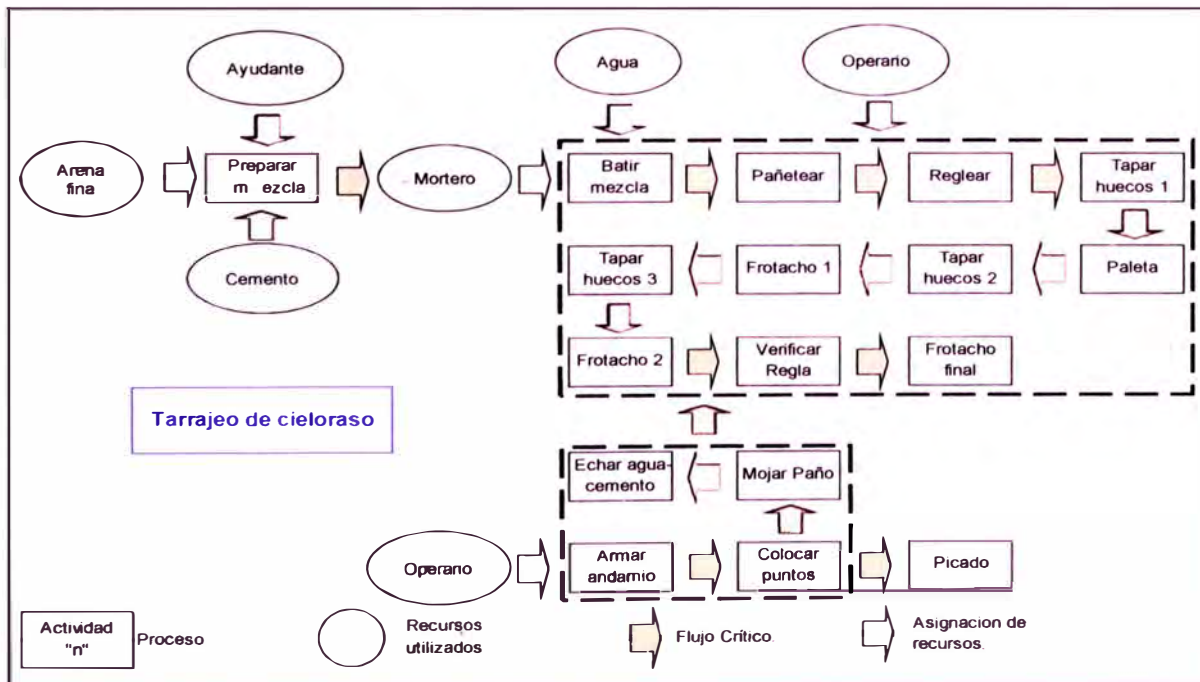 Ayudante
Agua
Operario
Arena
fina
Preparar
m ezcla
Mortero
Batir
mezcla
Pañetear
Reglear
Tapar
huecos 1
Cemento
Tapar
huecos 3
Frotacho 1
Tapar
huecos 2
Paleta
Frotacho 2
Verificar
Regla
Frotacho
final
Tarrajeo de cieloraso
Echar agua-
cemento
Mojar Paño
Operario
Armar
andamio
Colocar
puntos
Picado
Actividad
"n"
Proceso
Recursos
utilizados
Flujo Crítico.
Asignacion de
recursos.